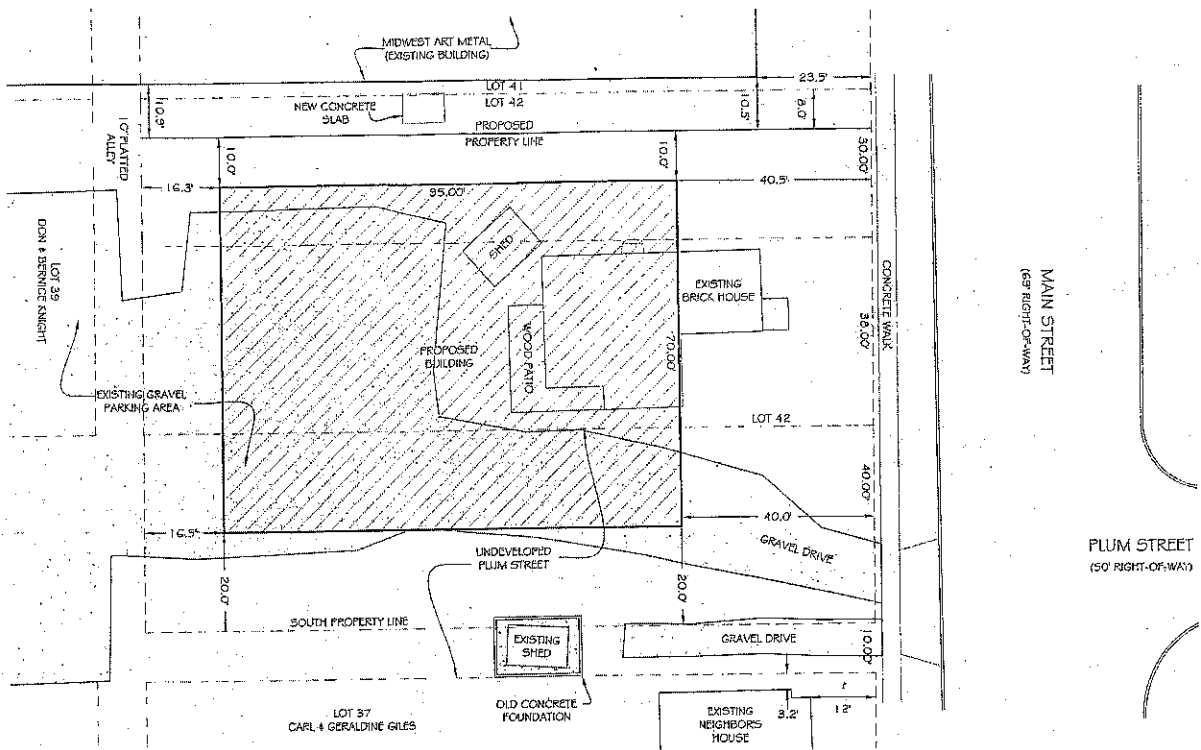 MIDWEST ART METAL
(EXISTING BUILDING)
23.5'
LOT 41
LOT 42
NEW CONCRETE
SLAB
10.9'
10.5'
8.0'
PROPOSED
PROPERTY LINE
10' PLATTED
ALLEY
10.0'
10.0'
30.00'
16.3'
95.00'
40.5'
SHED
LOT 39
DON & BERNICE KNIGHT
EXISTING
BRICK HOUSE
CONCRETE WALK
38.00'
MAIN STREET
(69' RIGHT-OF-WAY)
WOOD PATIO
70.00'
PROPOSED
BUILDING
EXISTING GRAVEL
PARKING AREA
LOT 42
40.00'
16.5'
40.0'
GRAVEL DRIVE
UNDEVELOPED
PLUM STREET
PLUM STREET
(50' RIGHT-OF-WAY)
20.0'
20.0'
SOUTH PROPERTY LINE
EXISTING
SHED
GRAVEL DRIVE
10.00'
OLD CONCRETE
FOUNDATION
LOT 37
CARL & GERALDINE GILES
EXISTING
NEIGHBORS
HOUSE
3.2'
12'